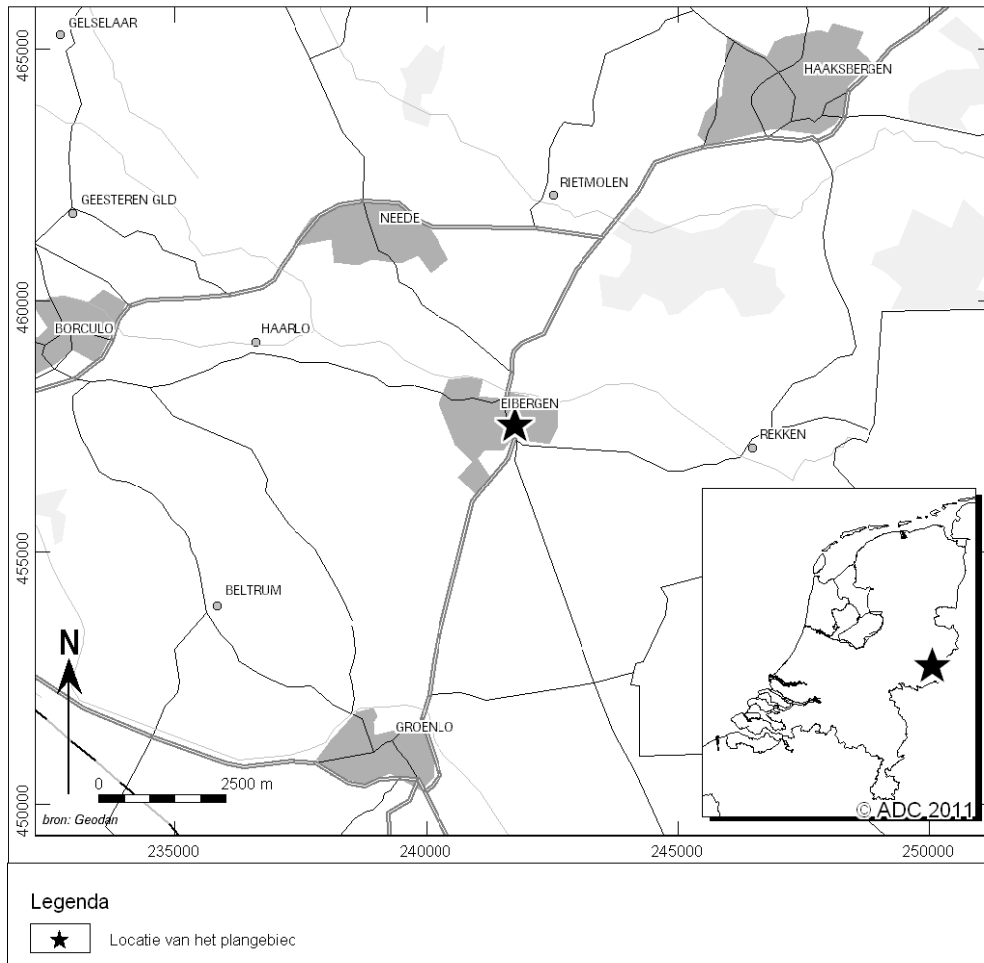 GELSELAAR
465000
HAAKSBERGEN
RIETMOLEN
GEESTEREN GLD
NEEDE
460000
BORCULO
HAARLO
EIBERGEN
REKKEN
455000
BELTRUM
N
GROENLO
0 2500 m
450000
bron: Geodan
© ADC 2011
235000 240000 245000 250000
Legenda
Locatie van het plangebiec